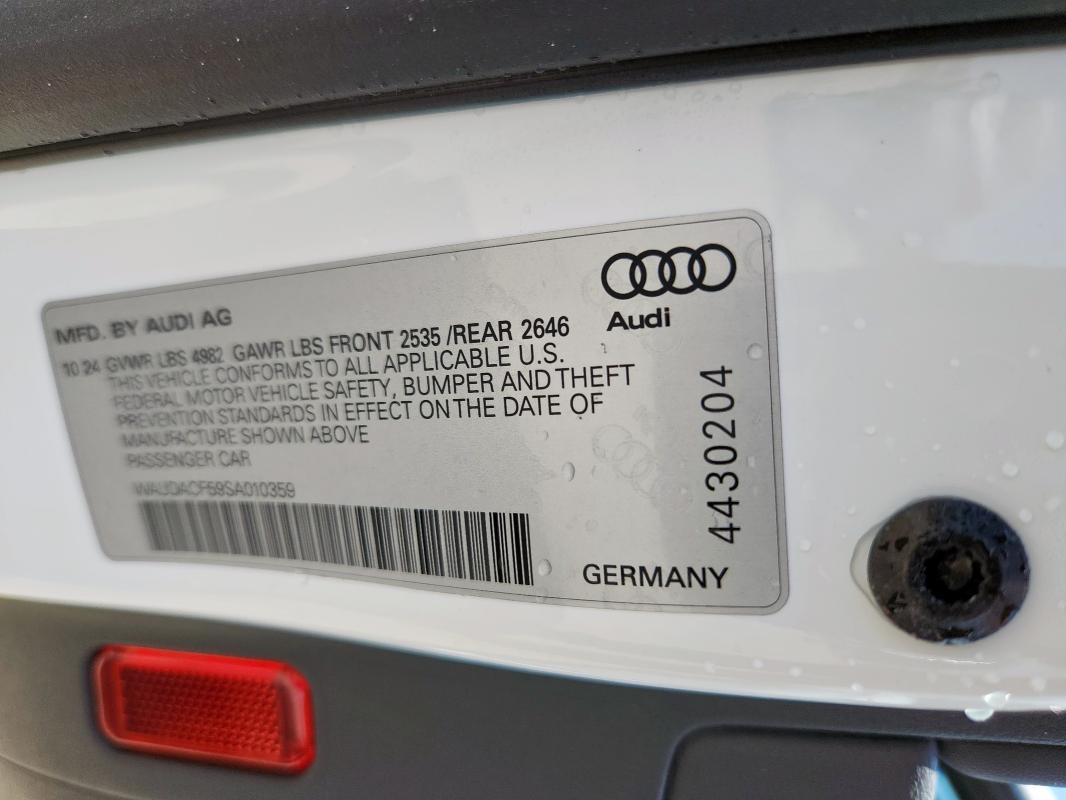 MFD. BY AUDI AG
Audi
10 24 GVWR LBS 4982 GAWR LBS FRONT 2535 /REAR 2646
THIS VEHICLE CONFORMS TO ALL APPLICABLE U.S.
FEDERAL MOTOR VEHICLE SAFETY, BUMPER AND THEFT
PREVENTION STANDARDS IN EFFECT ON THE DATE OF
MANUFACTURE SHOWN ABOVE
PASSENGER CAR
WAUDACF59SA010359
4430204
GERMANY